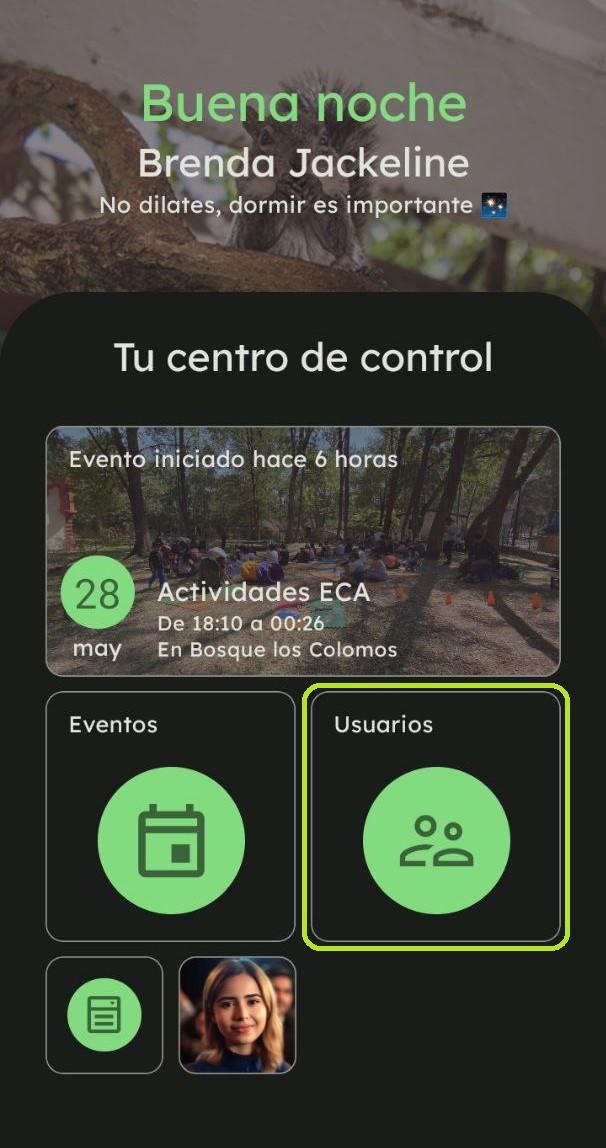 Buena noche
Brenda Jackeline
No dilates, dormir es importante 🌌
Tu centro de control
Evento iniciado hace 6 horas
28
may
Actividades ECA
De 18:10 a 00:26
En Bosque los Colomos
Eventos
Usuarios